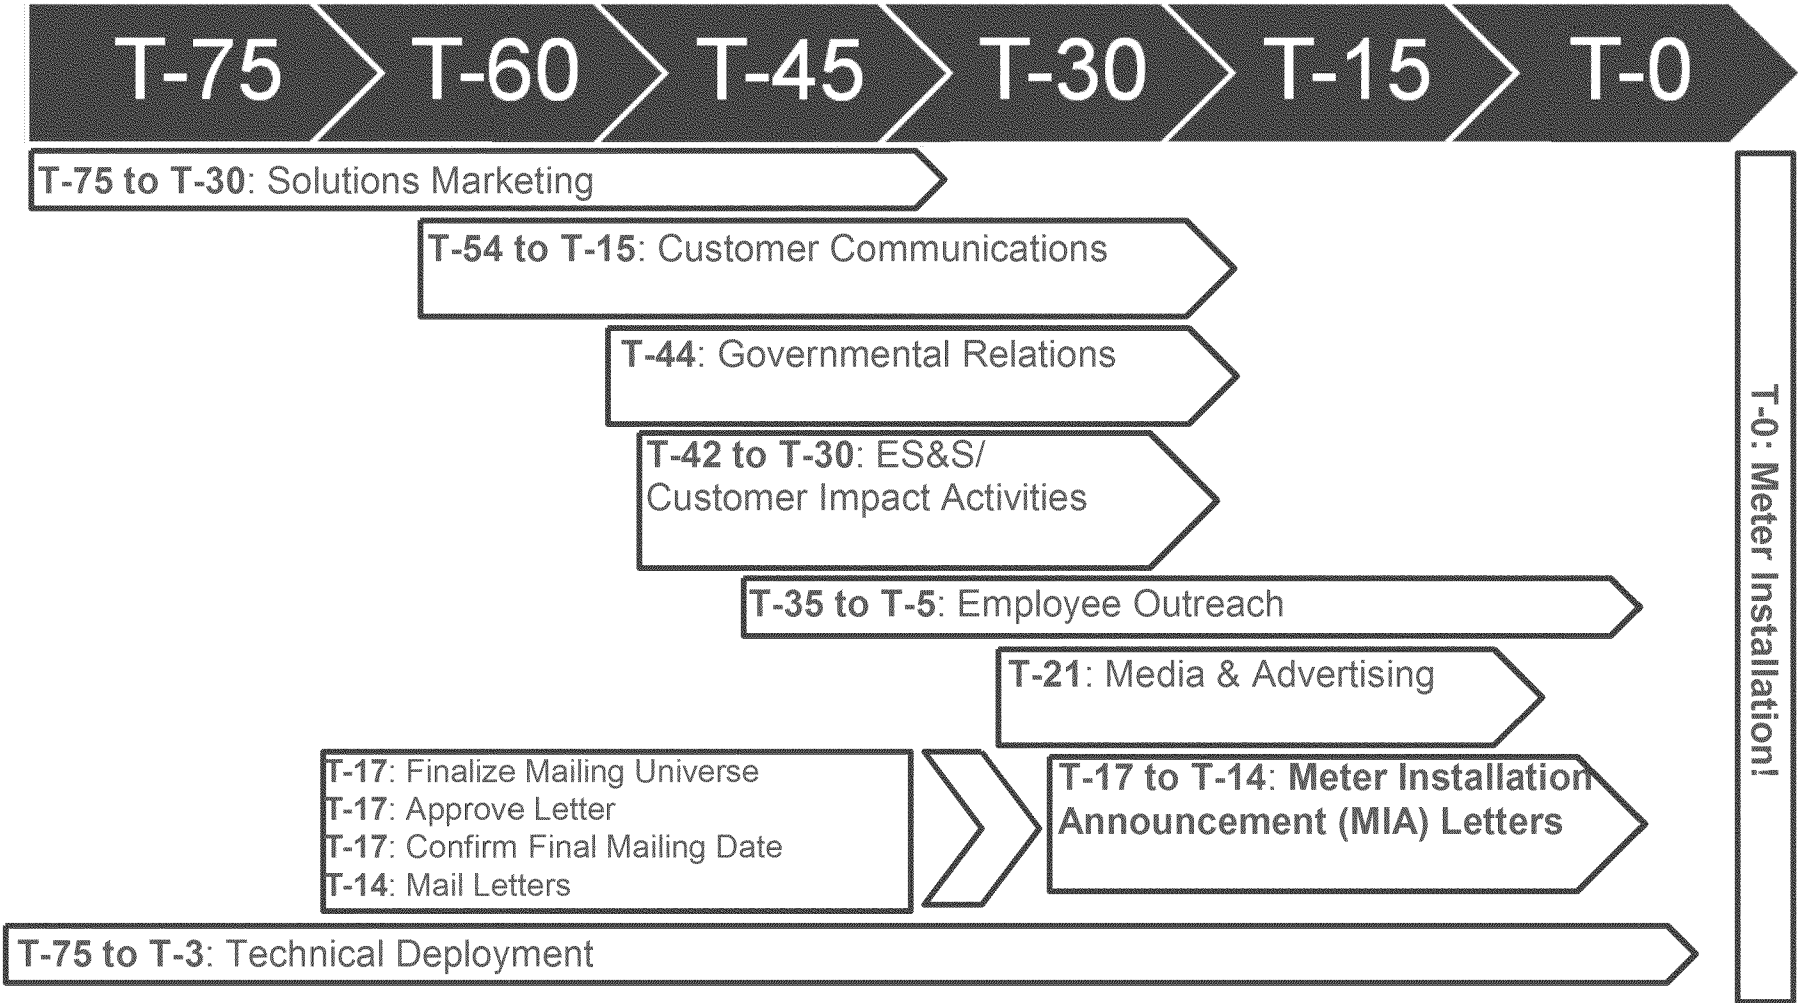 T-75 T-60 T-45 T-30 T-15 T-0
T-75 to T-30: Solutions Marketing
T-54 to T-15: Customer Communications
T-44: Governmental Relations
T-42 to T-30: ES&S/
Customer Impact Activities
T-35 to T-5: Employee Outreach
T-21: Media & Advertising
T-17: Finalize Mailing Universe
T-17: Approve Letter
T-17: Confirm Final Mailing Date
T-14: Mail Letters
T-17 to T-14: Meter Installation
Announcement (MIA) Letters
T-75 to T-3: Technical Deployment
T-0: Meter Installation!